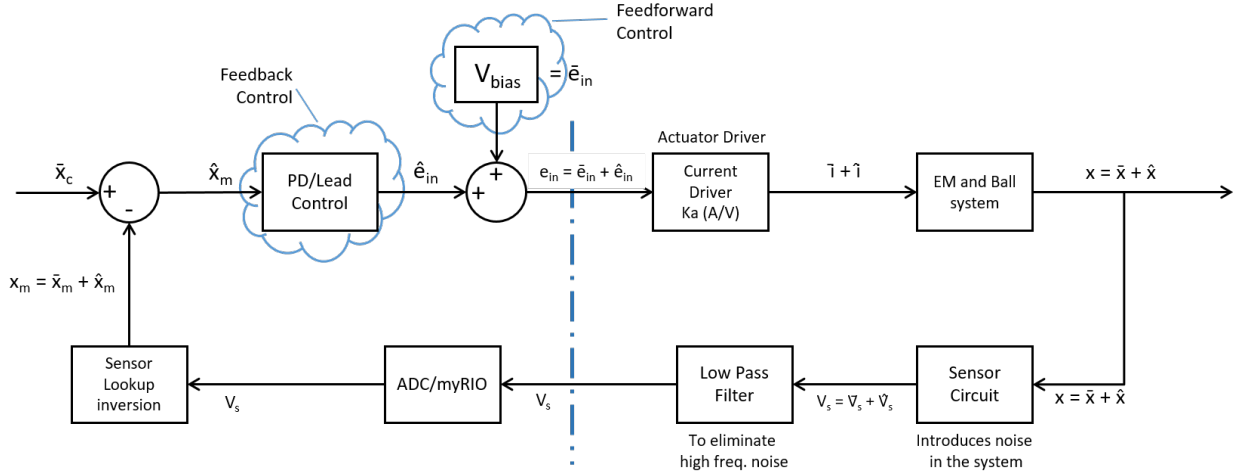 Feedforward
Control
V_bias
= ē_in
Feedback
Control
x̄_c
+
-
x̂_m
PD/Lead
Control
ê_in
+
+
e_in = ē_in + ê_in
Actuator Driver
Current
Driver
Ka (A/V)
ī + î
EM and Ball
system
x = x̄ + x̂
x_m = x̄_m + x̂_m
Sensor
Lookup
inversion
V_s
ADC/myRIO
V_s
Low Pass
Filter
V_s = v̄_s + v̂_s
Sensor
Circuit
x = x̄ + x̂
To eliminate
high freq. noise
Introduces noise
in the system